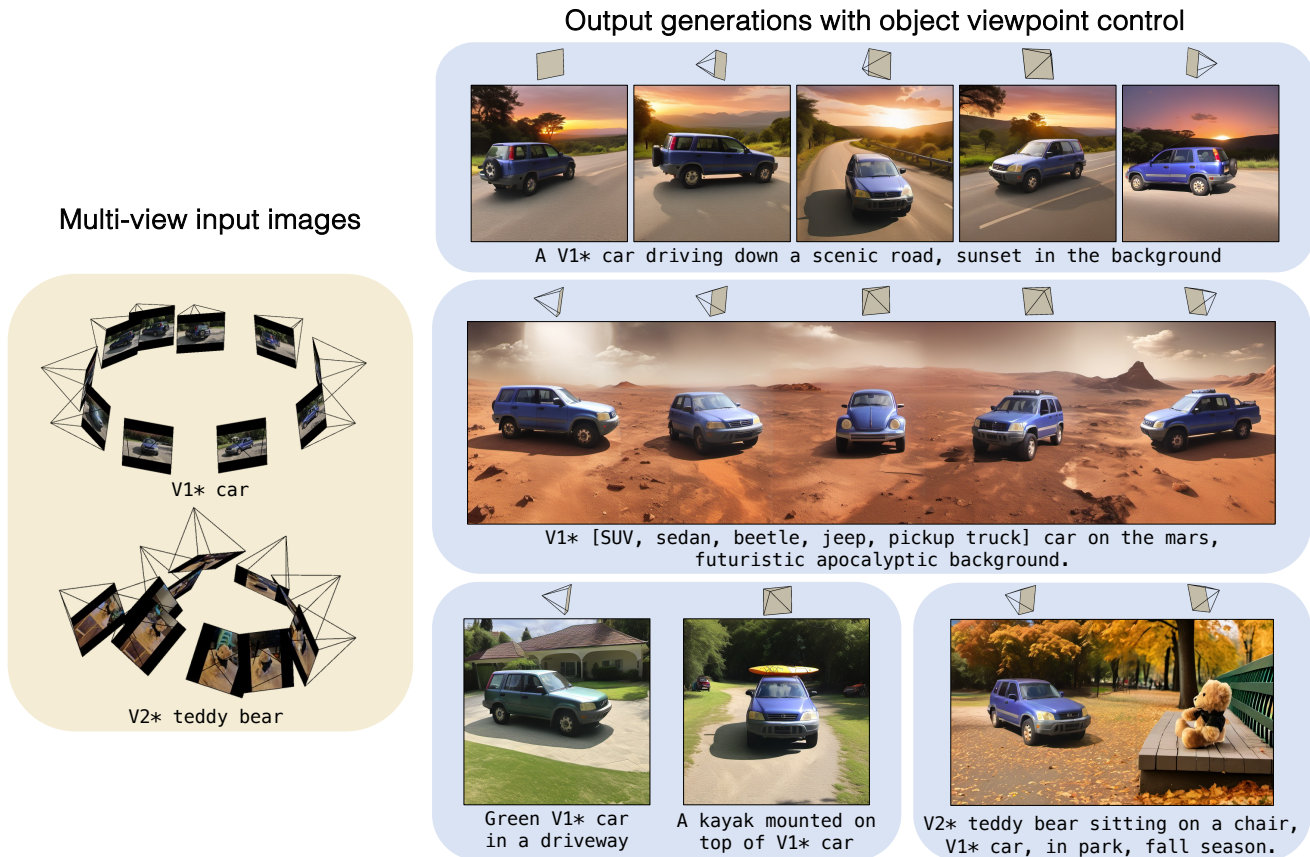 Output generations with object viewpoint control
Multi-view input images
A V1* car driving down a scenic road, sunset in the background
V1* car
V1* [SUV, sedan, beetle, jeep, pickup truck] car on the mars,
futuristic apocalyptic background.
V2* teddy bear
Green V1* car
in a driveway
A kayak mounted on
top of V1* car
V2* teddy bear sitting on a chair,
V1* car, in park, fall season.